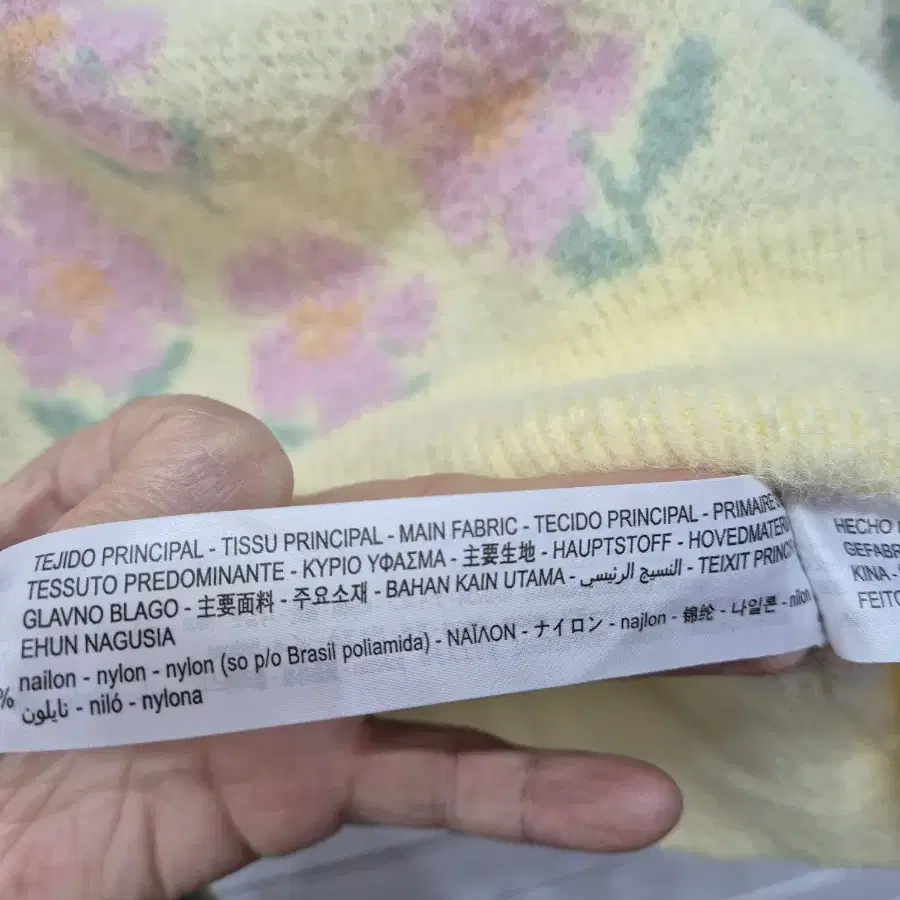 TEJIDO PRINCIPAL - TISSU PRINCIPAL - MAIN FABRIC - TECIDO PRINCIPAL - PRIMAIRE
TESSUTO PREDOMINANTE - ΚΥΡΙΟ ΥΦΑΣΜΑ - 主要生地 - HAUPTSTOFF - HOVEDMATER
GLAVNO BLAGO - 主要面料 - 주요소재 - BAHAN KAIN UTAMA - النسيج الرئيسي - TEIXIT PRINC
EHUN NAGUSIA
% nailon - nylon - nylon (so p/o Brasil poliamida) - ΝΑΪΛΟΝ - ナイロン - najlon - 锦纶 - 나일론 - nilon
نايلون - niló - nylona
HECHO
GEFABR
KINA -
FEITO